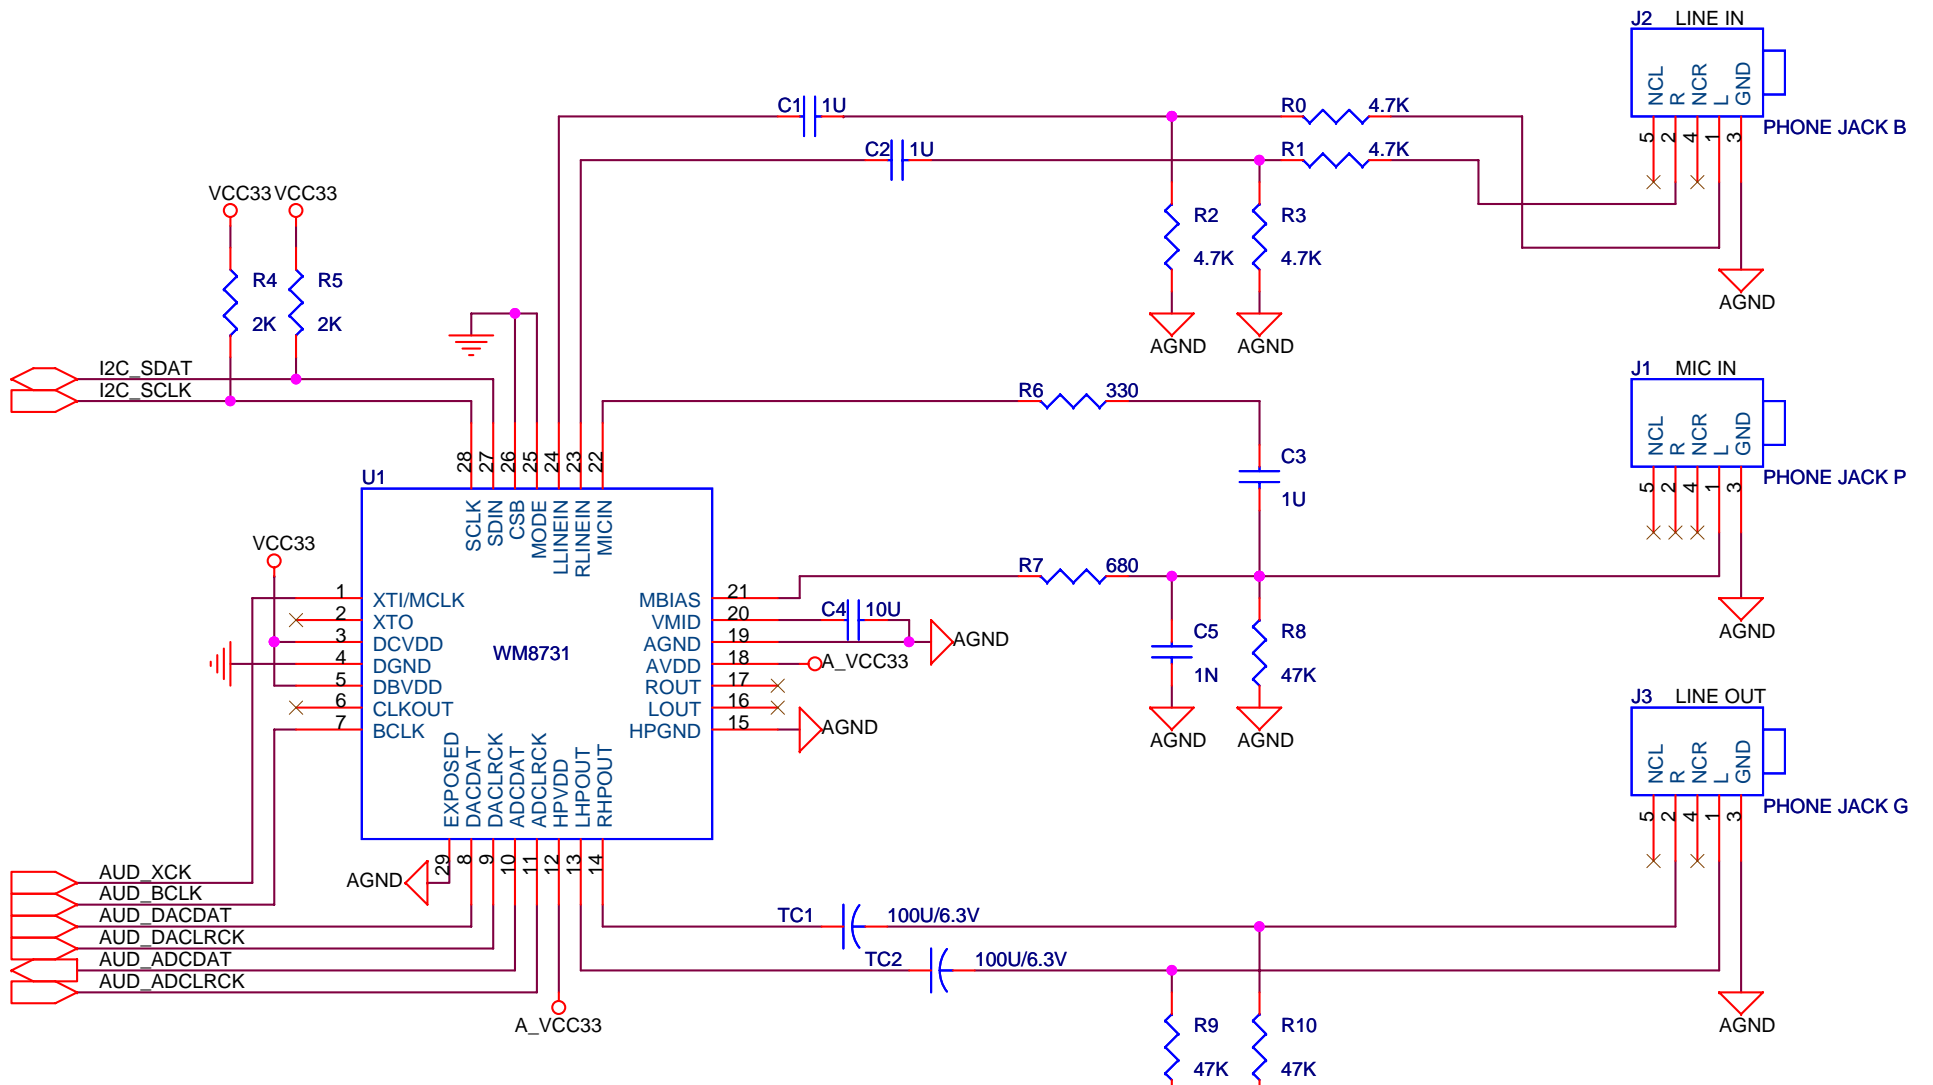 J2 LINE IN
NCL
R
NCR
L
GND
5
2
4
1
3
PHONE JACK B
AGND
C1 1U
R0 4.7K
C2 1U
R1 4.7K
R2
4.7K
R3
4.7K
AGND AGND
VCC33 VCC33
R4
2K
R5
2K
I2C_SDAT
I2C_SCLK
J1 MIC IN
NCL
R
NCR
L
GND
5
2
4
1
3
PHONE JACK P
AGND
R6 330
C3
1U
R7 680
C5
1N
R8
47K
AGND AGND
U1
28
27
26
25
24
23
22
SCLK
SDIN
CSB
MODE
LLINEIN
RLINEIN
MICIN
VCC33
1 XTI/MCLK
2 XTO
3 DCVDD
4 DGND
5 DBVDD
6 CLKOUT
7 BCLK
WM8731
MBIAS 21
VMID 20
AGND 19
AVDD 18
ROUT 17
LOUT 16
HPGND 15
C4 10U
AGND
A_VCC33
AGND
EXPOSED
DACDAT
DACLRCK
ADCDAT
ADCLRCK
HPVDD
LHPOUT
RHPOUT
29
8
9
10
11
12
13
14
AGND
J3 LINE OUT
NCL
R
NCR
L
GND
5
2
4
1
3
PHONE JACK G
AGND
AUD_XCK
AUD_BCLK
AUD_DACDAT
AUD_DACLRCK
AUD_ADCDAT
AUD_ADCLRCK
A_VCC33
TC1 100U/6.3V
TC2 100U/6.3V
R9
47K
R10
47K